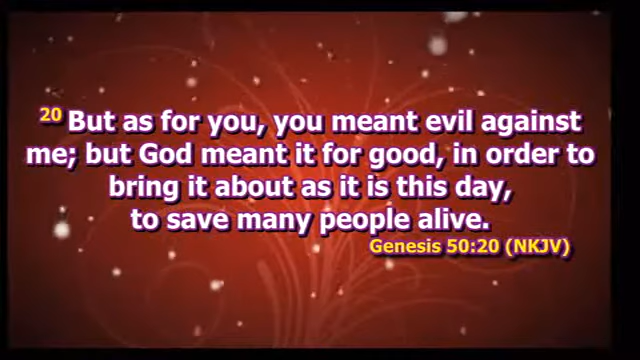 20 But as for you, you meant evil against
me; but God meant it for good, in order to
bring it about as it is this day,
to save many people alive.
Genesis 50:20 (NKJV)